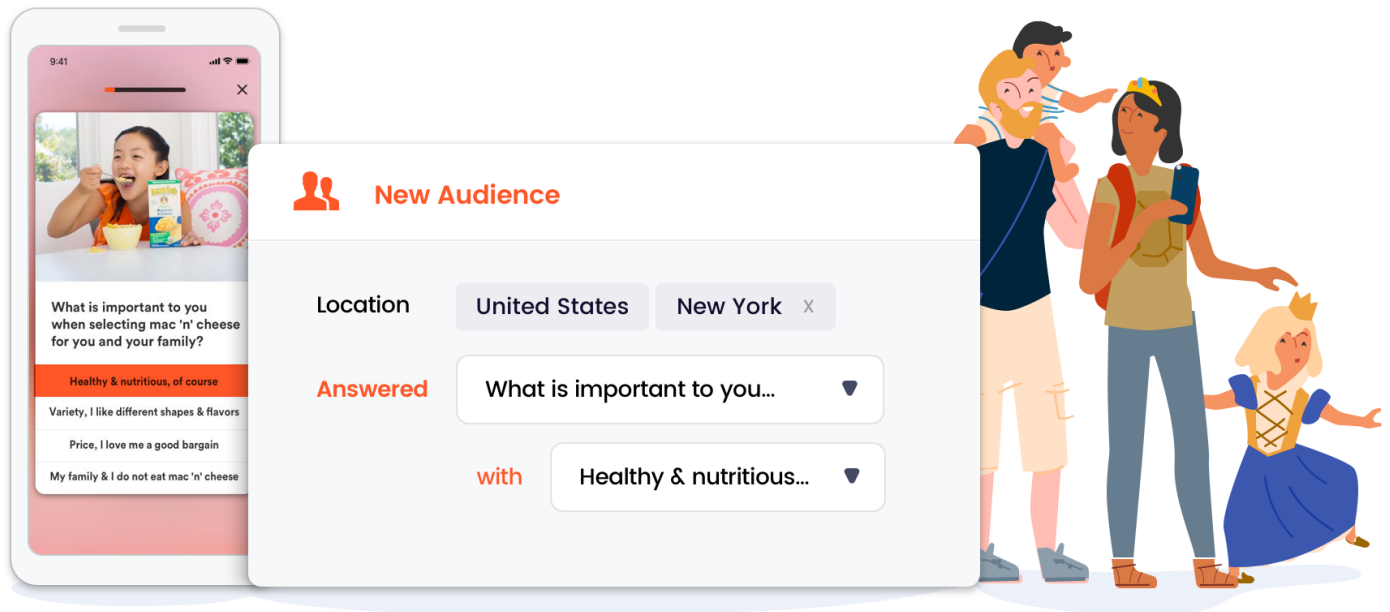 9:41
What is important to you
when selecting mac 'n' cheese
for you and your family?
Healthy & nutritious, of course
Variety, I like different shapes & flavors
Price, I love me a good bargain
My family & I do not eat mac 'n' cheese
New Audience
Location United States New York x
Answered What is important to you...
with Healthy & nutritious...